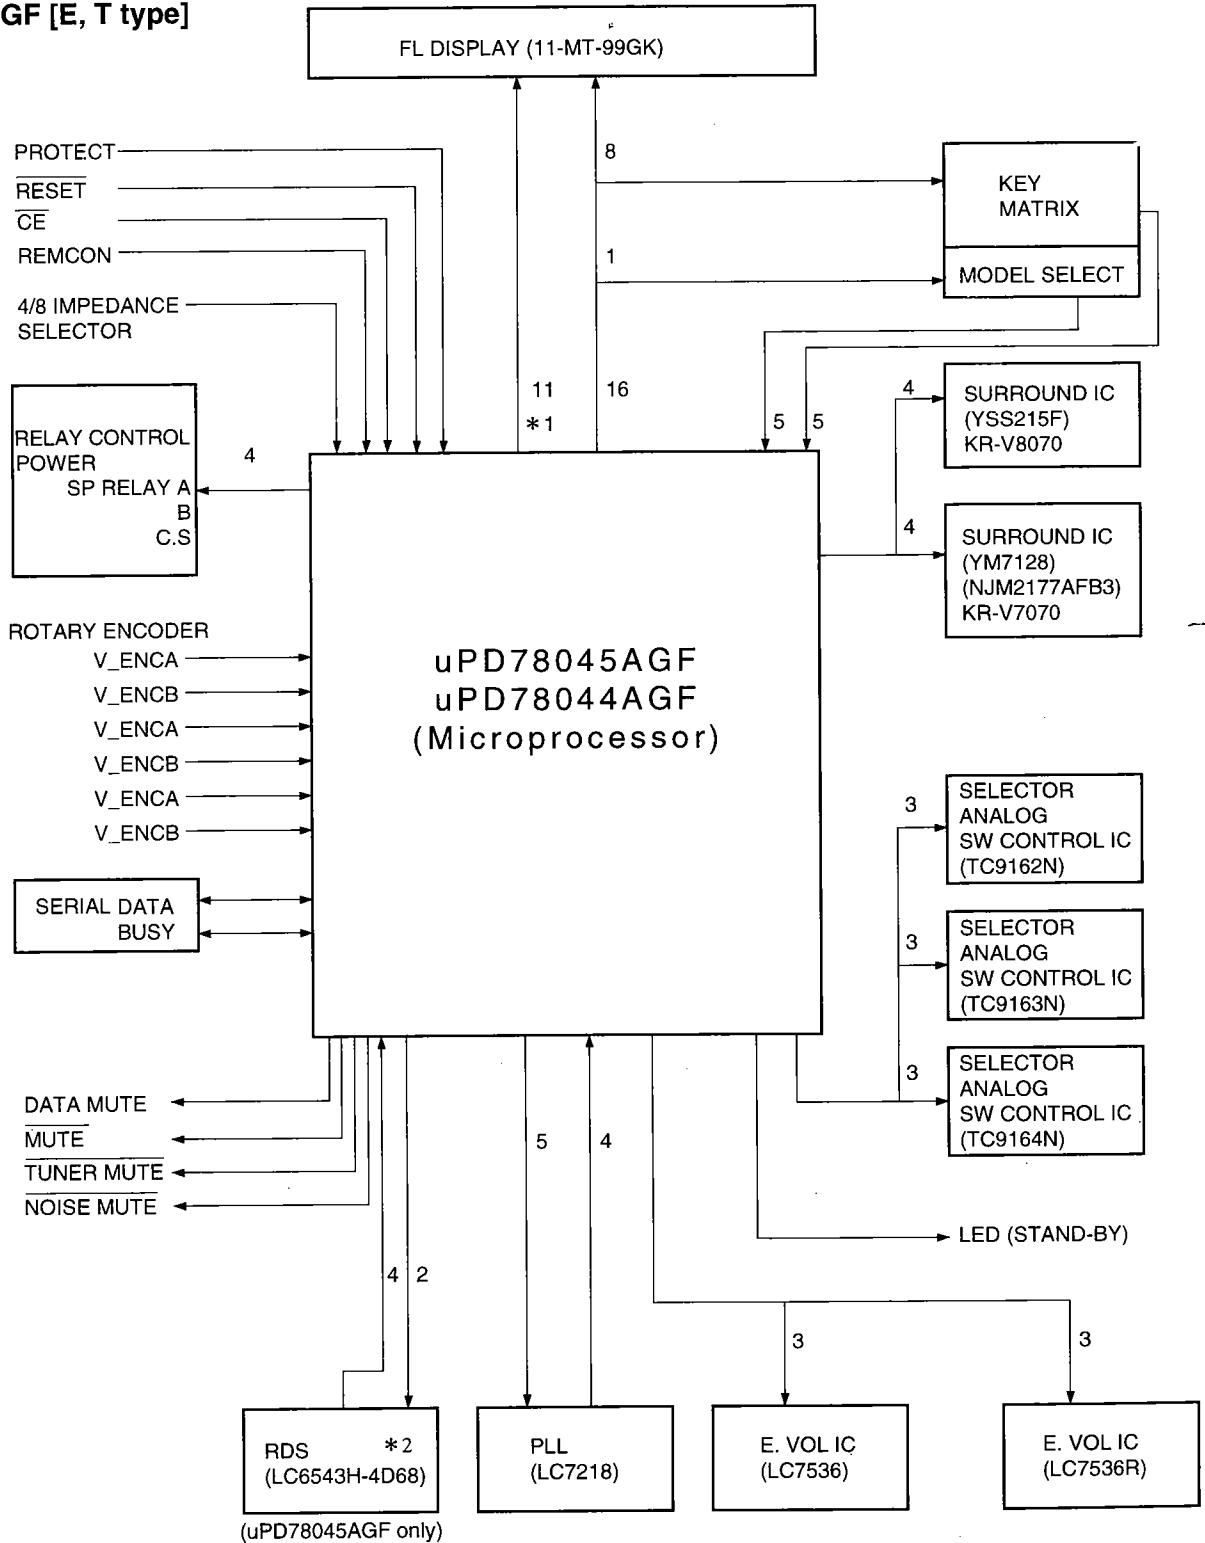 GF [E, T type]
FL DISPLAY (11-MT-99GK)
PROTECT
RESET
CE
REMCON
4/8 IMPEDANCE
SELECTOR
8
1
KEY
MATRIX
MODEL SELECT
11
*1
16
5
5
RELAY CONTROL
POWER
SP RELAY A
B
C.S
4
4
SURROUND IC
(YSS215F)
KR-V8070
4
SURROUND IC
(YM7128)
(NJM2177AFB3)
KR-V7070
ROTARY ENCODER
V_ENCA
V_ENCB
V_ENCA
V_ENCB
V_ENCA
V_ENCB
uPD78045AGF
uPD78044AGF
(Microprocessor)
SERIAL DATA
BUSY
3
SELECTOR
ANALOG
SW CONTROL IC
(TC9162N)
3
SELECTOR
ANALOG
SW CONTROL IC
(TC9163N)
3
SELECTOR
ANALOG
SW CONTROL IC
(TC9164N)
DATA MUTE
MUTE
TUNER MUTE
NOISE MUTE
5
4
LED (STAND-BY)
4
2
3
3
RDS *2
(LC6543H-4D68)
(uPD78045AGF only)
PLL
(LC7218)
E. VOL IC
(LC7536)
E. VOL IC
(LC7536R)